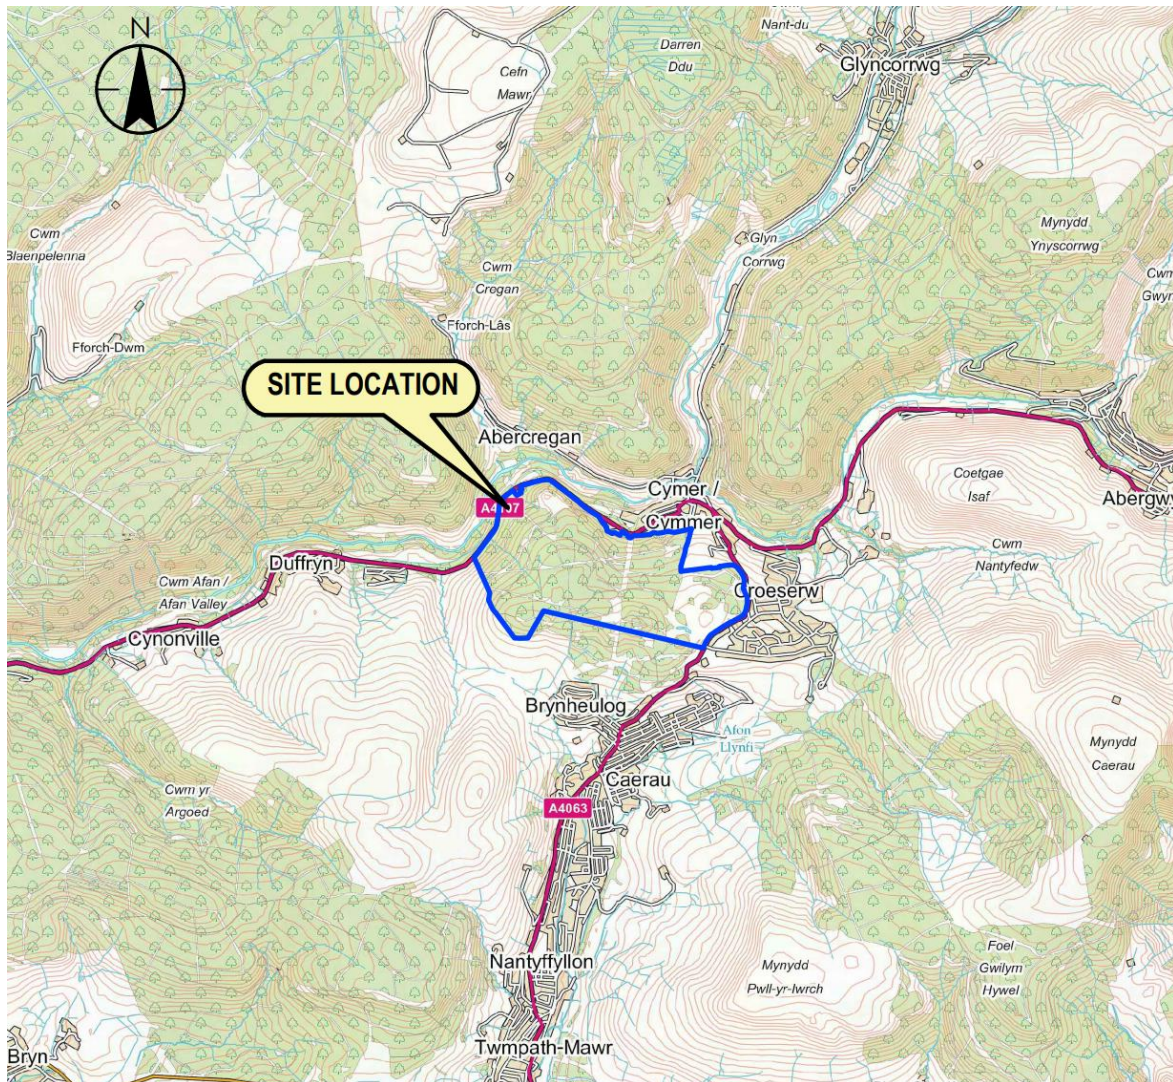 N
Cefn
Mawr
Darren
Ddu
Nant-du
Glyncorrwg
Cwm
Blaenpelenna
Cwm
Cregan
Glyn
Corrwg
Mynydd
Ynyscorrwg
Fforch-Dwm
Fforch-Lâs
SITE LOCATION
Abercregan
Cymer /
Cymmer
Coetgae
Isaf
Duffryn
Cwm Afan /
Afan Valley
Cynonville
Croeserw
Cwm
Nantyfedw
Brynheulog
Afon
Llynfi
Caerau
Mynydd
Caerau
Cwm yr
Argoed
A4063
Nantyffyllon
Mynydd
Pwll-yr-Iwrch
Foel
Gwilym
Hywel
Twmpath-Mawr
Bryn